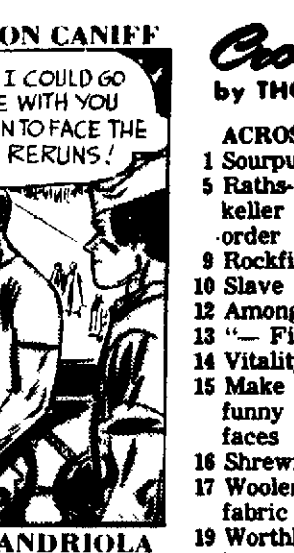 ON CANIFF
I COULD GO
E WITH YOU
N TO FACE THE
RERUNS!
ANDRIOLA
by THO
ACROS
1 Sourpu
5 Raths-
keller
order
9 Rockfi
10 Slave
12 Among
13 “— Fi
14 Vitalit
15 Make
funny
faces
16 Shrew
17 Woolen
fabric
19 Worthl